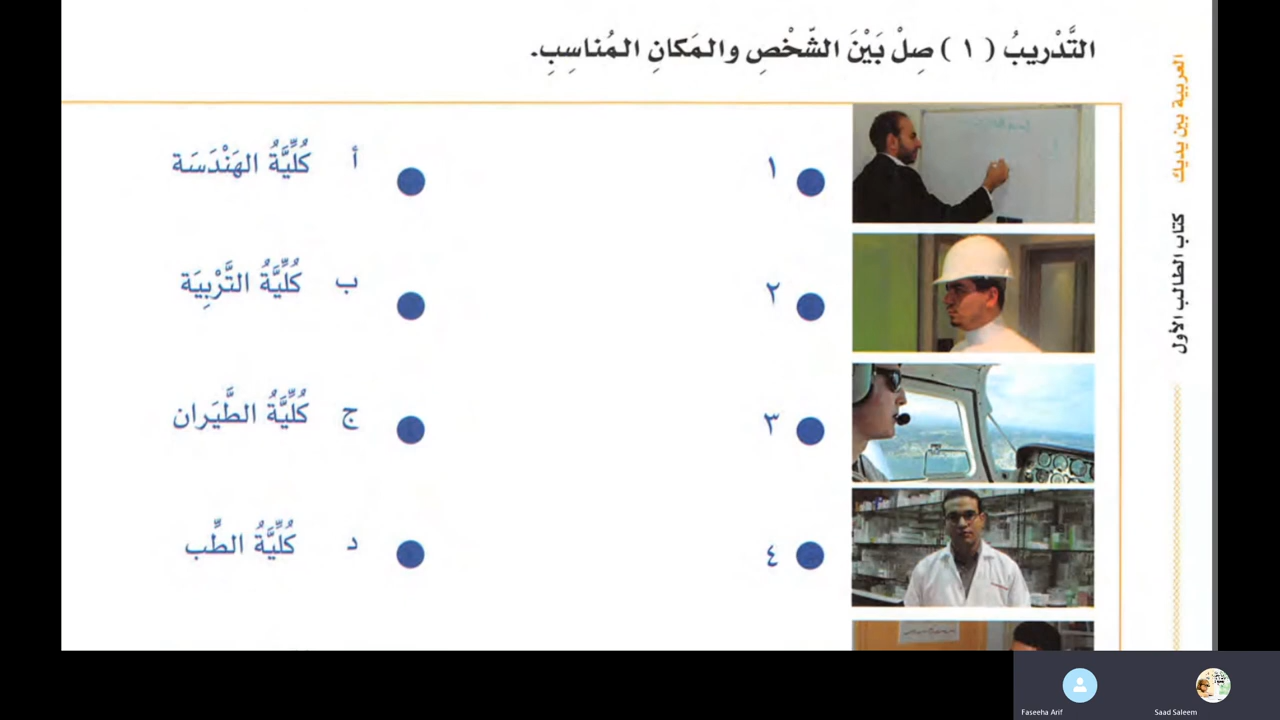 التَّدْريبُ ( ١ ) صِلْ بَيْنَ الشَّخْصِ والمَكانِ المُناسِبِ.
العربية بين يديك
كتاب الطالب الأول
١
أ كُلِّيَّةُ الهَنْدَسَة
٢
ب كُلِّيَّةُ التَّرْبِيَة
٣
ج كُلِّيَّةُ الطَّيَران
٤
د كُلِّيَّةُ الطِّب
Faseeha Arif
Saad Saleem